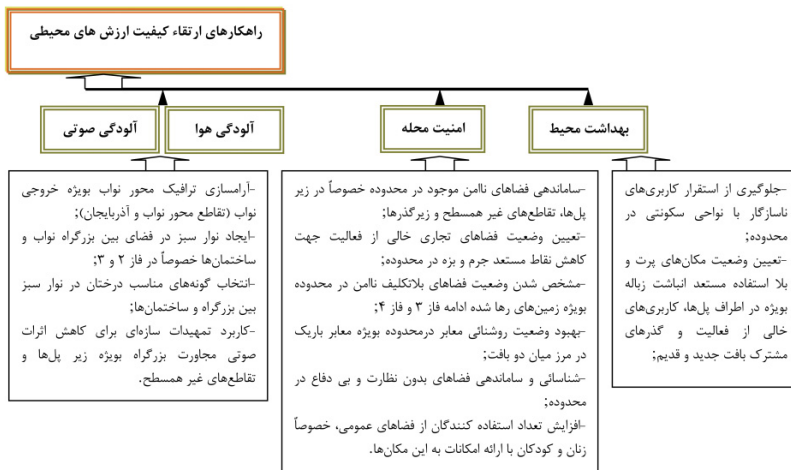 راهکارهای ارتقاء کیفیت ارزش های محیطی
بهداشت محیط
امنیت محله
آلودگی هوا
آلودگی صوتی
-جلوگیری از استقرار کاربری‌های
ناسازگار با نواحی سکونتی در
محدوده;
-تعیین وضعیت مکان‌های پرت و
بلا استفاده مستعد انباشت زباله
بویژه در اطراف پل‌ها، کاربری‌های
خالی از فعالیت و گذرهای
مشترک بافت جدید و قدیم;
-ساماندهی فضاهای ناامن موجود در محدوده خصوصاً در زیر
پل‌ها، تقاطع‌های غیر همسطح و زیرگذرها;
-تعیین وضعیت فضاهای تجاری خالی از فعالیت جهت
کاهش نقاط مستعد جرم و بزه در محدوده;
-مشخص شدن وضعیت فضاهای بلاتکلیف ناامن در محدوده
بویژه زمین‌های رها شده ادامه فاز ۳ و فاز ۴;
-بهبود وضعیت روشنائی معابر درمحدوده بویژه معابر باریک
در مرز میان دو بافت;
-شناسائی و ساماندهی فضاهای بدون نظارت و بی دفاع در
محدوده;
-افزایش تعداد استفاده کنندگان از فضاهای عمومی، خصوصاً
زنان و کودکان با ارائه امکانات به این مکان‌ها.
-آرامسازی ترافیک محور نواب بویژه خروجی
نواب (تقاطع محور نواب و آذربایجان);
-ایجاد نوار سبز در فضای بین بزرگراه نواب و
ساختمان‌ها خصوصاً در فاز ۲ و ۳;
-انتخاب گونه‌های مناسب درختان در نوار سبز
بین بزرگراه و ساختمان‌ها;
-کاربرد تمهیدات سازه‌ای برای کاهش اثرات
صوتی مجاورت بزرگراه بویژه زیر پل‌ها و
تقاطع‌های غیر همسطح.